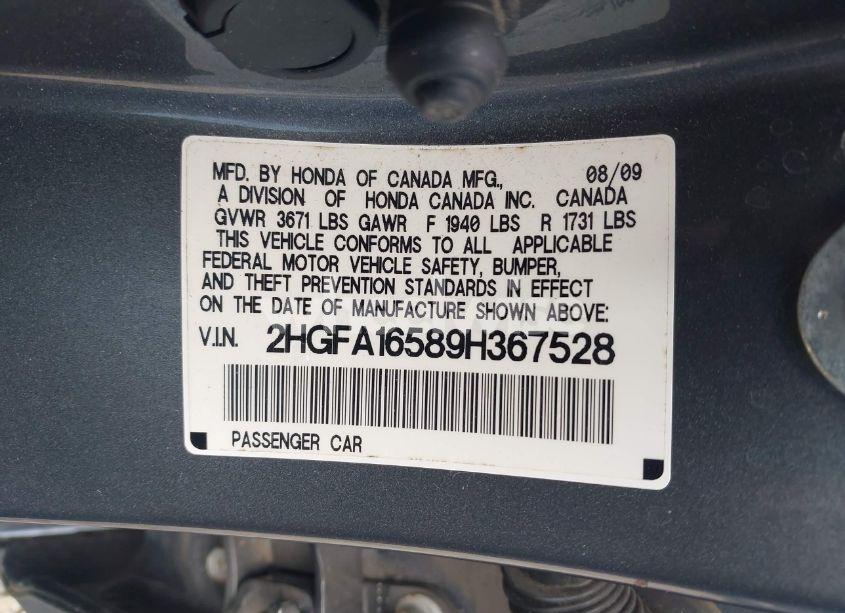 MFD. BY HONDA OF CANADA MFG., 08/09
A DIVISION OF HONDA CANADA INC. CANADA
GVWR 3671 LBS GAWR F 1940 LBS R 1731 LBS
THIS VEHICLE CONFORMS TO ALL APPLICABLE
FEDERAL MOTOR VEHICLE SAFETY, BUMPER,
AND THEFT PREVENTION STANDARDS IN EFFECT
ON THE DATE OF MANUFACTURE SHOWN ABOVE:
V.I.N. 2HGFA16589H367528
PASSENGER CAR